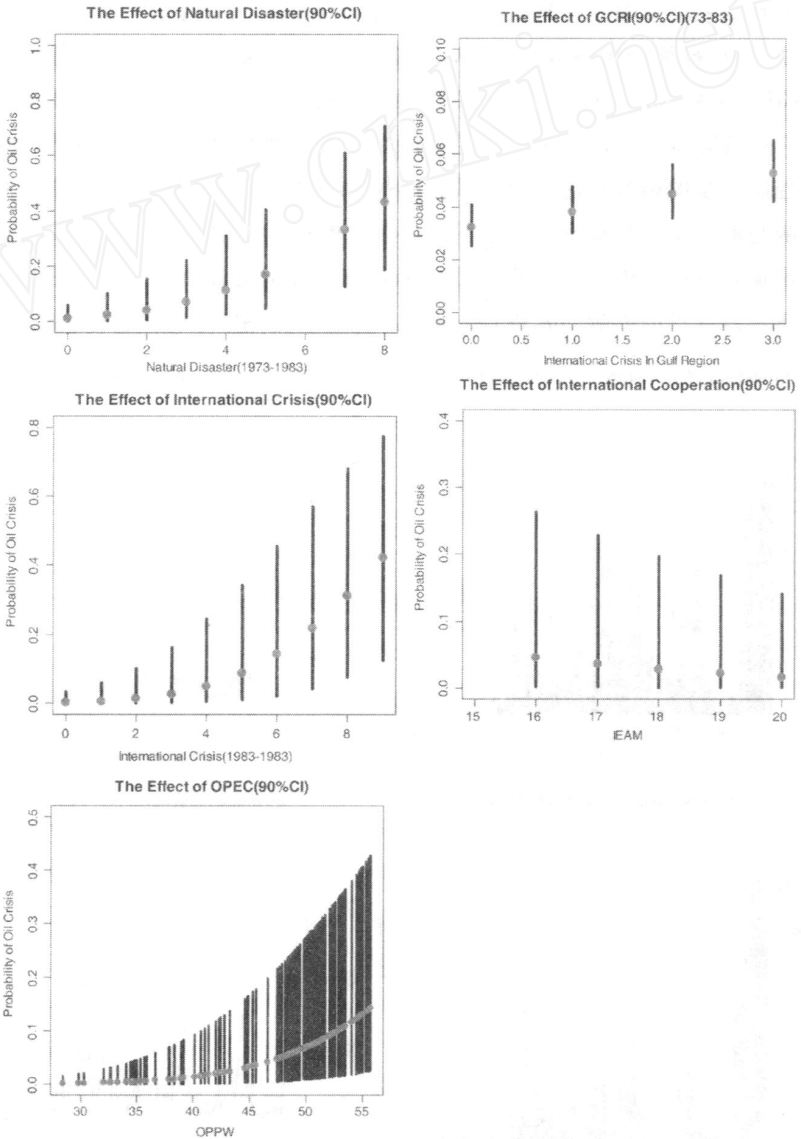 The Effect of Natural Disaster(90%CI)
1.0
0.8
0.6
0.4
0.2
0.0
Probability of Oil Crisis
0 2 4 6 8
Natural Disaster(1973-1983)
The Effect of GCRI(90%CI)(73-83)
0.10
0.08
0.06
0.04
0.02
0.00
Probability of Oil Crisis
0.0 0.5 1.0 1.5 2.0 2.5 3.0
International Crisis In Gulf Region
The Effect of International Crisis(90%CI)
0.8
0.6
0.4
0.2
0.0
Probability of Oil Crisis
0 2 4 6 8
International Crisis(1983-1983)
The Effect of International Cooperation(90%CI)
0.4
0.3
0.2
0.1
0.0
Probability of Oil Crisis
15 16 17 18 19 20
IEAM
The Effect of OPEC(90%CI)
0.5
0.4
0.3
0.2
0.1
0.0
Probability of Oil Crisis
30 35 40 45 50 55
OPPW
www.cnki.net